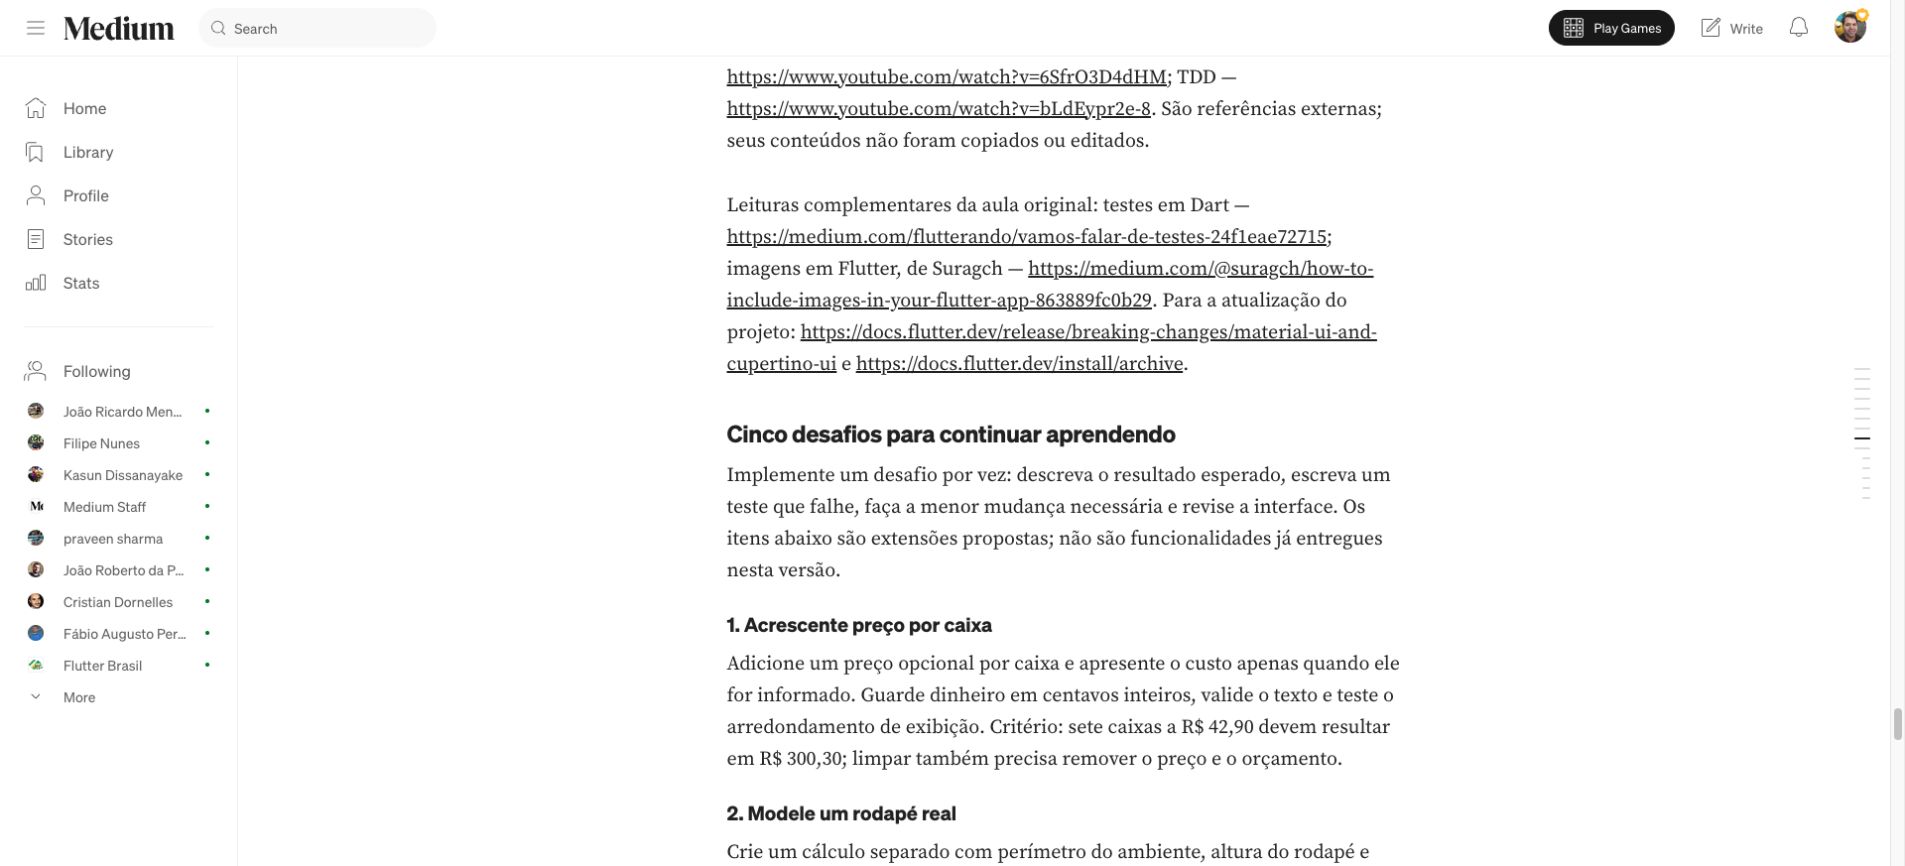 Medium
Search
Play Games
Write
Home
Library
Profile
Stories
Stats
Following
João Ricardo Men...
Filipe Nunes
Kasun Dissanayake
Medium Staff
praveen sharma
João Roberto da P...
Cristian Dornelles
Fábio Augusto Per...
Flutter Brasil
More
https://www.youtube.com/watch?v=6SfrO3D4dHM; TDD —
https://www.youtube.com/watch?v=bLdEypr2e-8. São referências externas;
seus conteúdos não foram copiados ou editados.
Leituras complementares da aula original: testes em Dart —
https://medium.com/flutterando/vamos-falar-de-testes-24f1eae72715;
imagens em Flutter, de Suragch — https://medium.com/@suragch/how-to-
include-images-in-your-flutter-app-863889fc0b29. Para a atualização do
projeto: https://docs.flutter.dev/release/breaking-changes/material-ui-and-
cupertino-ui e https://docs.flutter.dev/install/archive.
Cinco desafios para continuar aprendendo
Implemente um desafio por vez: descreva o resultado esperado, escreva um
teste que falhe, faça a menor mudança necessária e revise a interface. Os
itens abaixo são extensões propostas; não são funcionalidades já entregues
nesta versão.
1. Acrescente preço por caixa
Adicione um preço opcional por caixa e apresente o custo apenas quando ele
for informado. Guarde dinheiro em centavos inteiros, valide o texto e teste o
arredondamento de exibição. Critério: sete caixas a R$ 42,90 devem resultar
em R$ 300,30; limpar também precisa remover o preço e o orçamento.
2. Modele um rodapé real
Crie um cálculo separado com perímetro do ambiente, altura do rodapé e